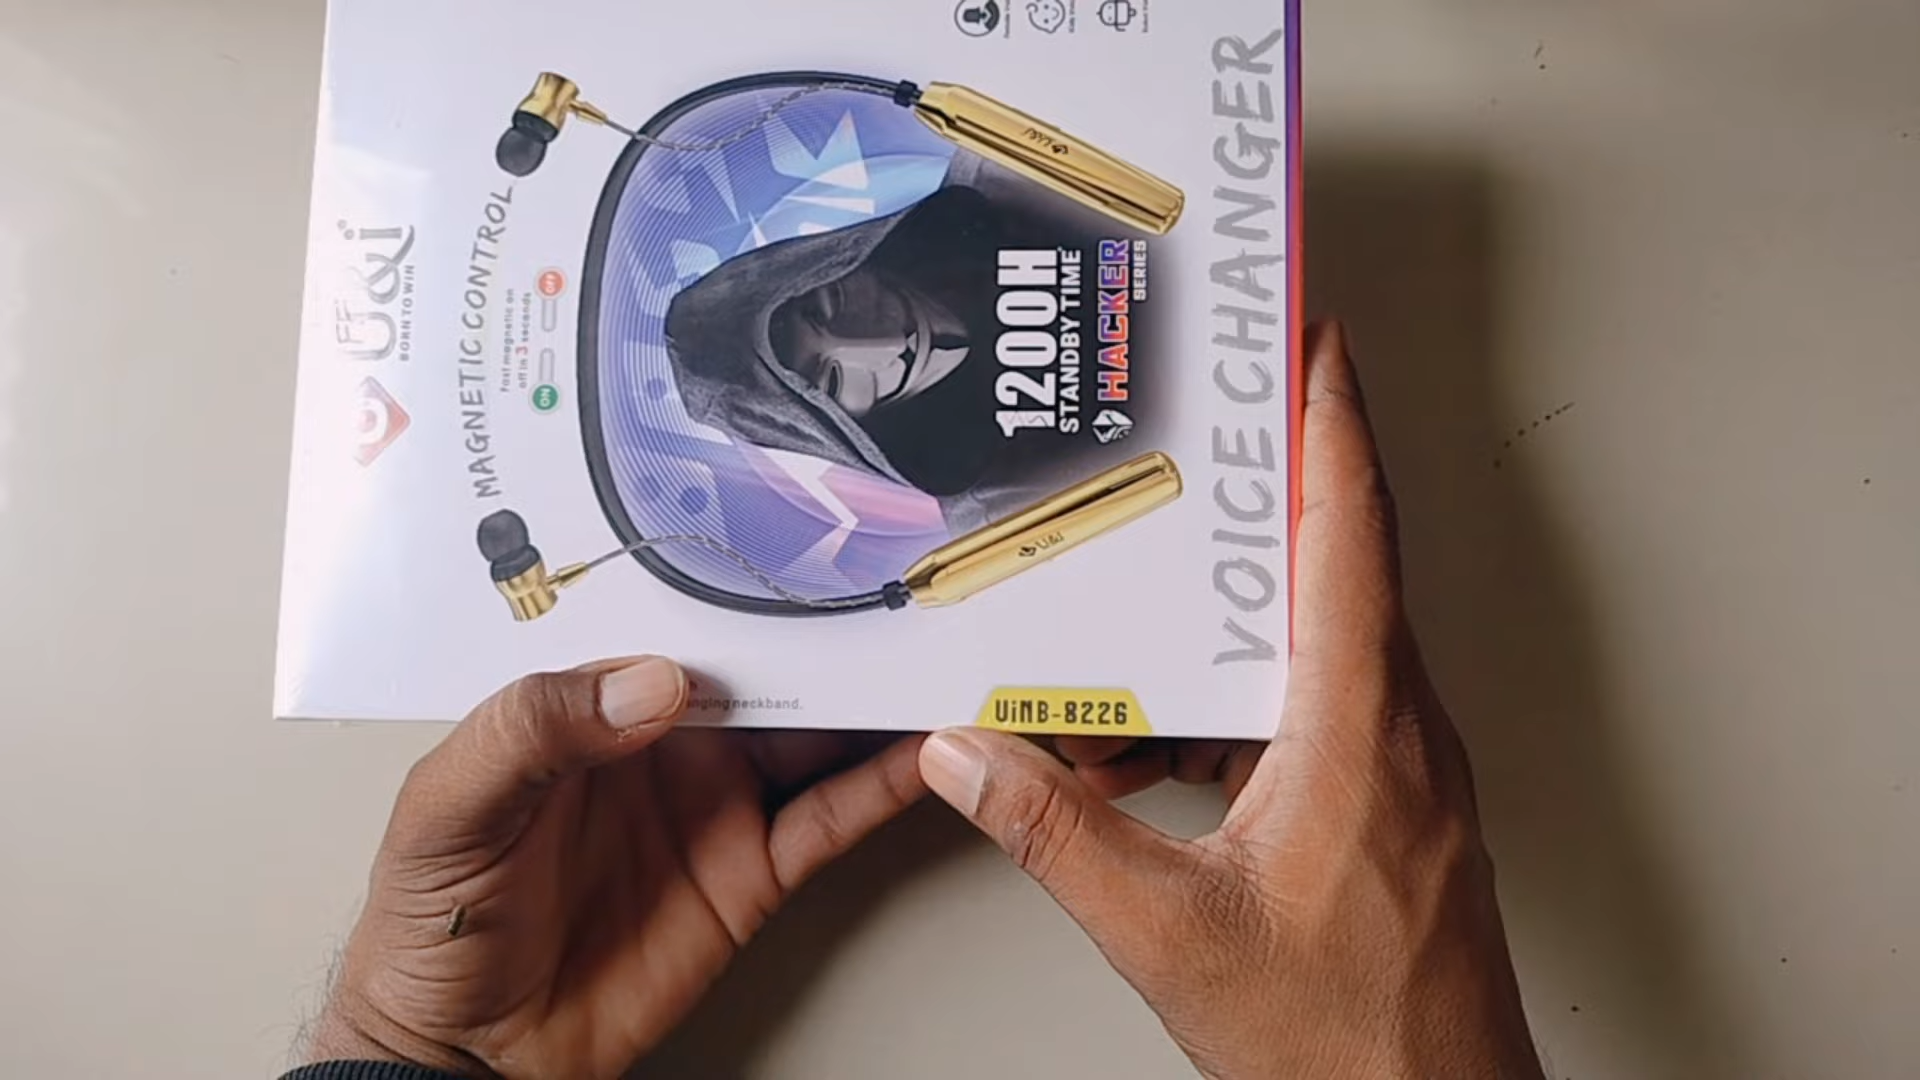 U&I®
BORN TO WIN
MAGNETIC CONTROL
Fast magnetic on
off in 3 seconds
ON
OFF
U&I
U&I
1200H
STANDBY TIME
HACKER
SERIES
VOICE CHANGER
neckband.
UiNB-8226